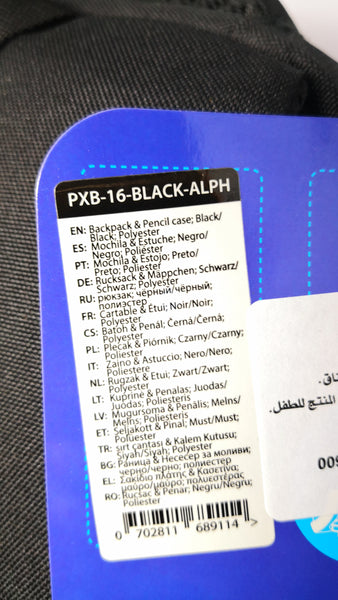 PXB-16-BLACK-ALPH
EN: Backpack & Pencil case; Black/
Black; Polyester
ES: Mochila & Estuche; Negro/
Negro; Poliéster
PT: Mochila & Estojo; Preto/
Preto; Poliéster
DE: Rucksack & Mäppchen; Schwarz/
Schwarz; Polyester
RU: рюкзак; чёрный/чёрный;
полиэстер
FR: Cartable & Etui; Noir/Noir;
Polyester
CS: Batoh & Penál; Černá/Černá;
Polyester
PL: Plecak & Piórnik; Czarny/Czarny;
Poliester
IT: Zaino & Astuccio; Nero/Nero;
Poliestere
NL: Rugzak & Etui; Zwart/Zwart;
Polyester
LT: Kuprinė & Penalas; Juodas/
Juodas; Poliesteris
LV: Mugursoma & Penālis; Melns/
Melns; Poliesteris
ET: Seljakott & Pinal; Must/Must;
Polüester
TR: sırt çantası & Kalem Kutusu;
Siyah/Siyah; Polyester
BG: Раница & Несесер за моливи;
черно/черно; полиестер
EL: Σακίδιο πλάτης & Κασετίνα;
μαύρο/μαύρο; πολυεστέρας
RO: Rucsac & Penar; Negru/Negru;
Poliester
0 702811 689114 >
المنتج للطفل.
600